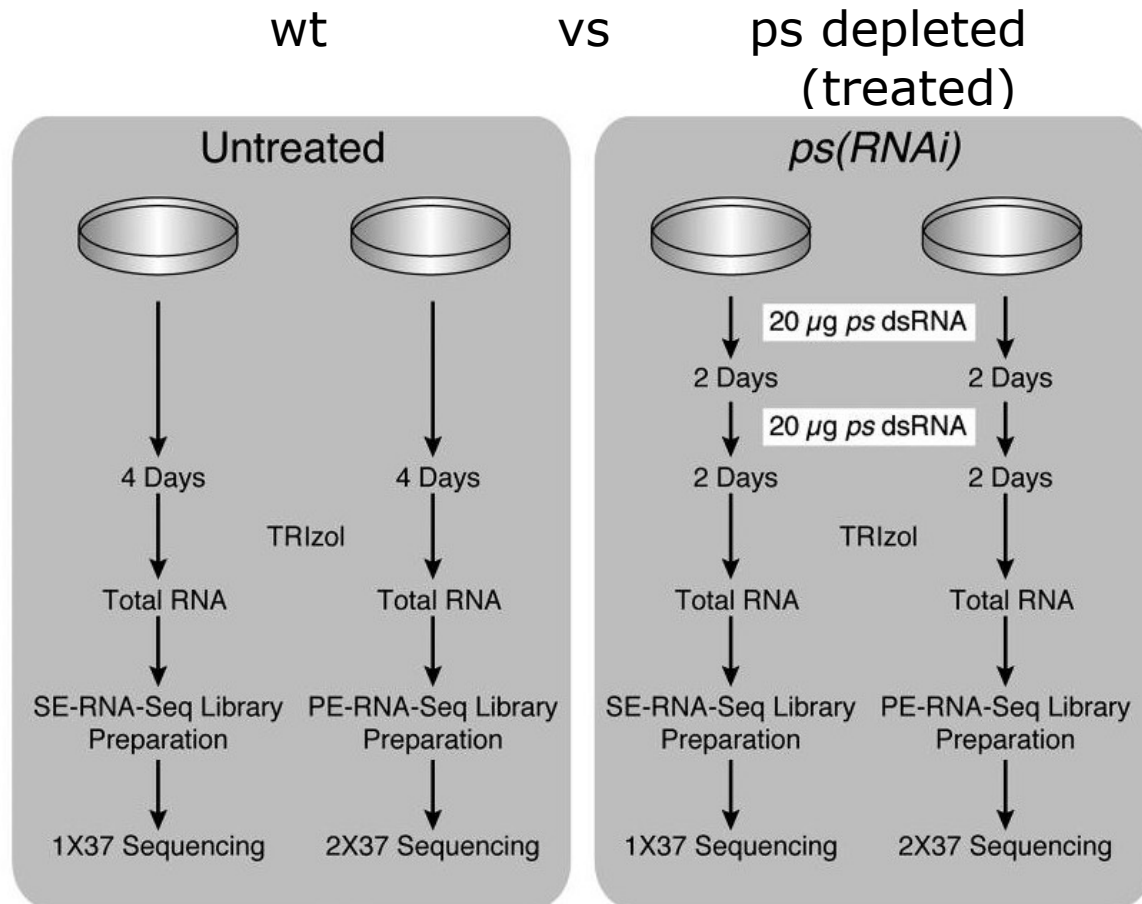 wt vs ps depleted
(treated)
Untreated
ps(RNAi)
20 µg ps dsRNA
2 Days 2 Days
20 µg ps dsRNA
4 Days 4 Days
2 Days 2 Days
TRIzol
TRIzol
Total RNA Total RNA
Total RNA Total RNA
SE-RNA-Seq Library PE-RNA-Seq Library
Preparation Preparation
SE-RNA-Seq Library PE-RNA-Seq Library
Preparation Preparation
1X37 Sequencing 2X37 Sequencing
1X37 Sequencing 2X37 Sequencing